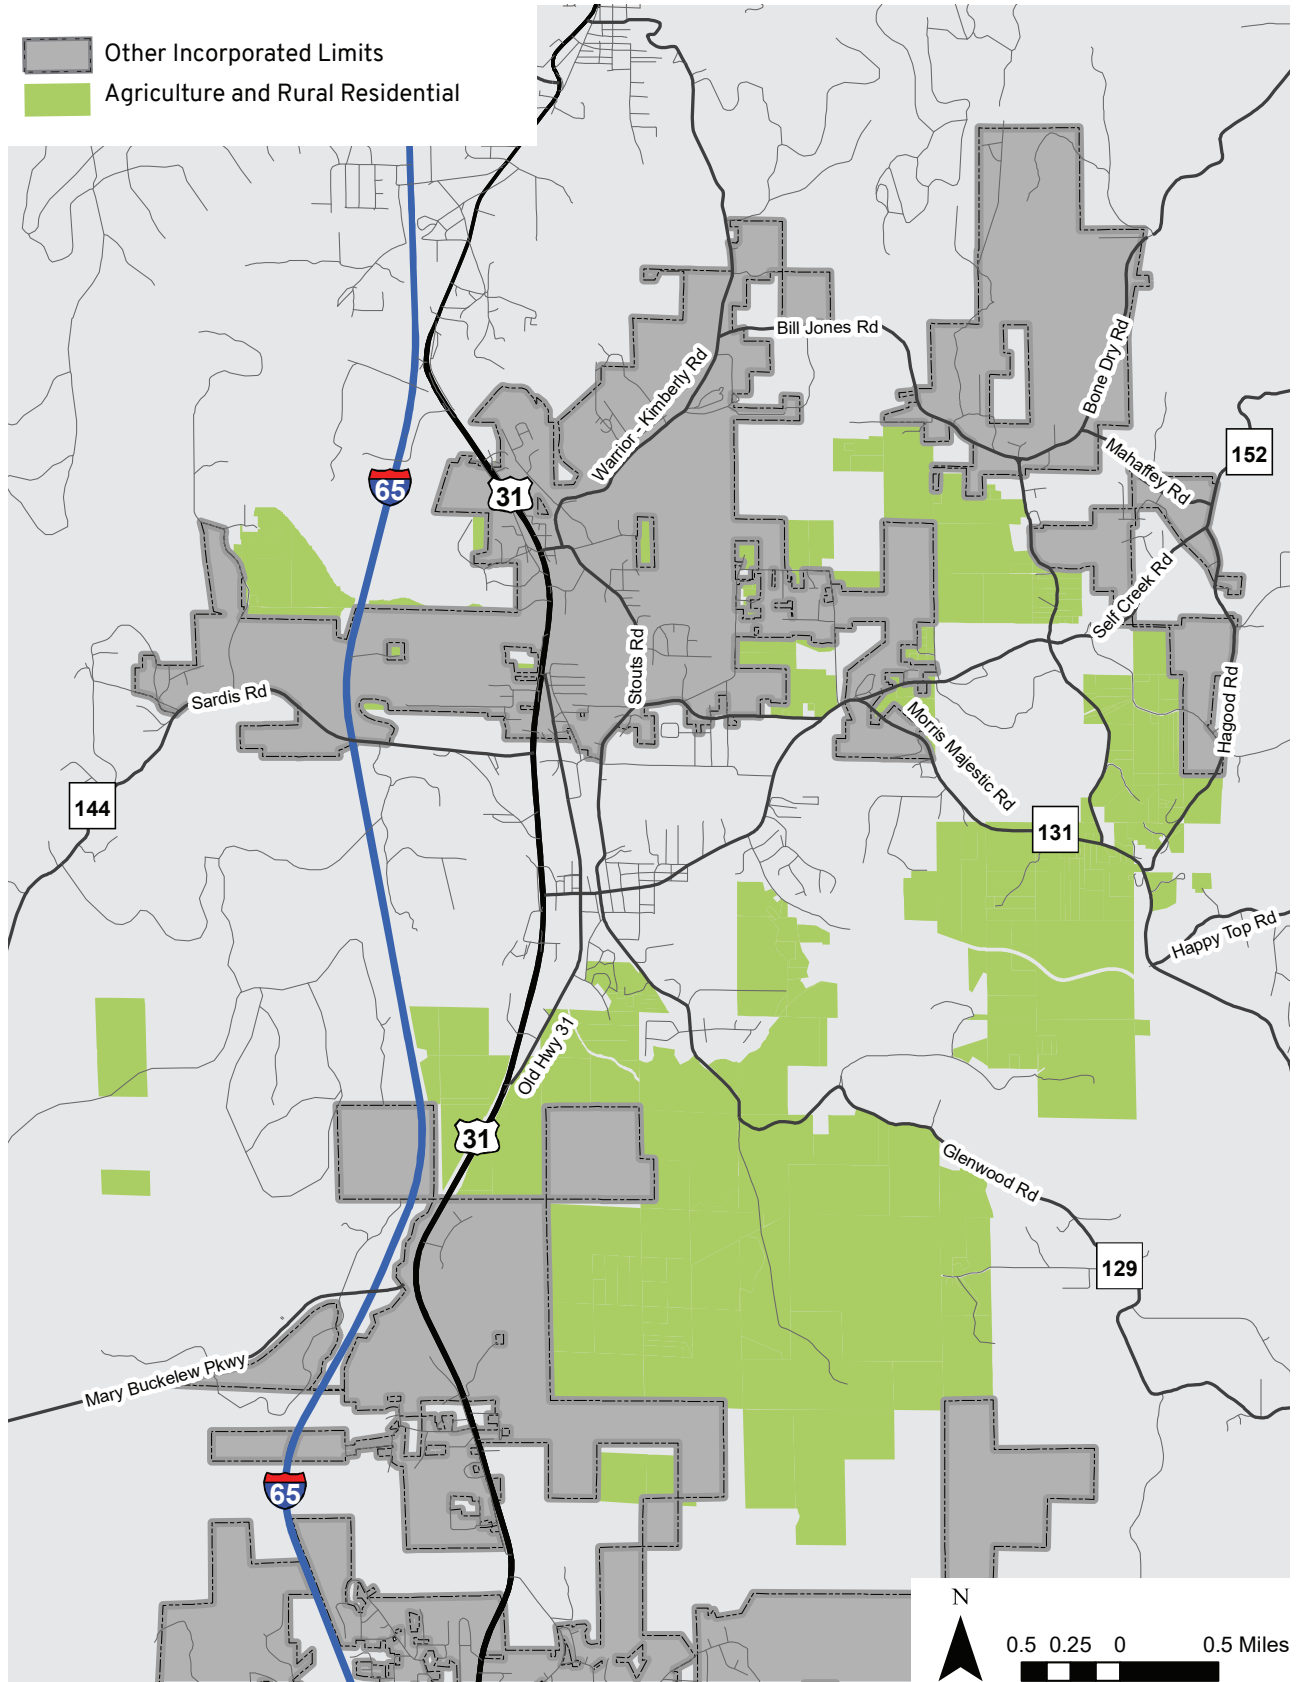 Other Incorporated Limits
Agriculture and Rural Residential
Bill Jones Rd
Bone Dry Rd
Warrior - Kimberly Rd
152
Mahaffey Rd
65
31
Self Creek Rd
Stouts Rd
Sardis Rd
Hagood Rd
Morris Majestic Rd
144
131
Happy Top Rd
Old Hwy 31
31
Glenwood Rd
129
Mary Buckelew Pkwy
65
N
0.5 0.25 0 0.5 Miles